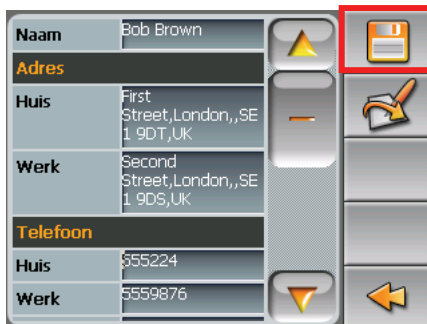 Naam Bob Brown
Adres
Huis First
Street,London,,SE
1 9DT,UK
Werk Second
Street,London,,SE
1 9DS,UK
Telefoon
Huis 555224
Werk 5559876